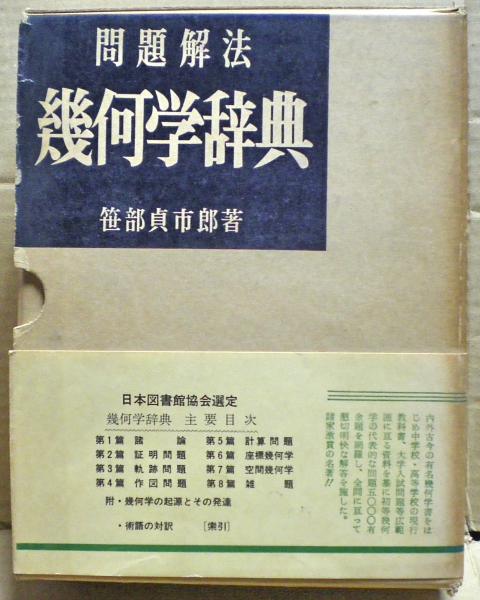 問題解法
幾何学辞典
笹部貞市郎著
日本図書館協会選定
幾何学辞典 主要目次
第1篇 諸論 第5篇 計算問題
第2篇 証明問題 第6篇 座標幾何学
第3篇 軌跡問題 第7篇 空間幾何学
第4篇 作図問題 第8篇 雑題
附・幾何学の起源とその発達
・術語の対訳 [索引]
内外古今の有名幾何学書をは
じめ中学校・高等学校の現行
教科書、大学入試問題等広範
囲に亘る資料を基に初等幾何
学の代表的な問題五〇〇〇有
余題を網羅し、全問に亘って
懇切明快な解答を施した。
諸家激賞の名著!!